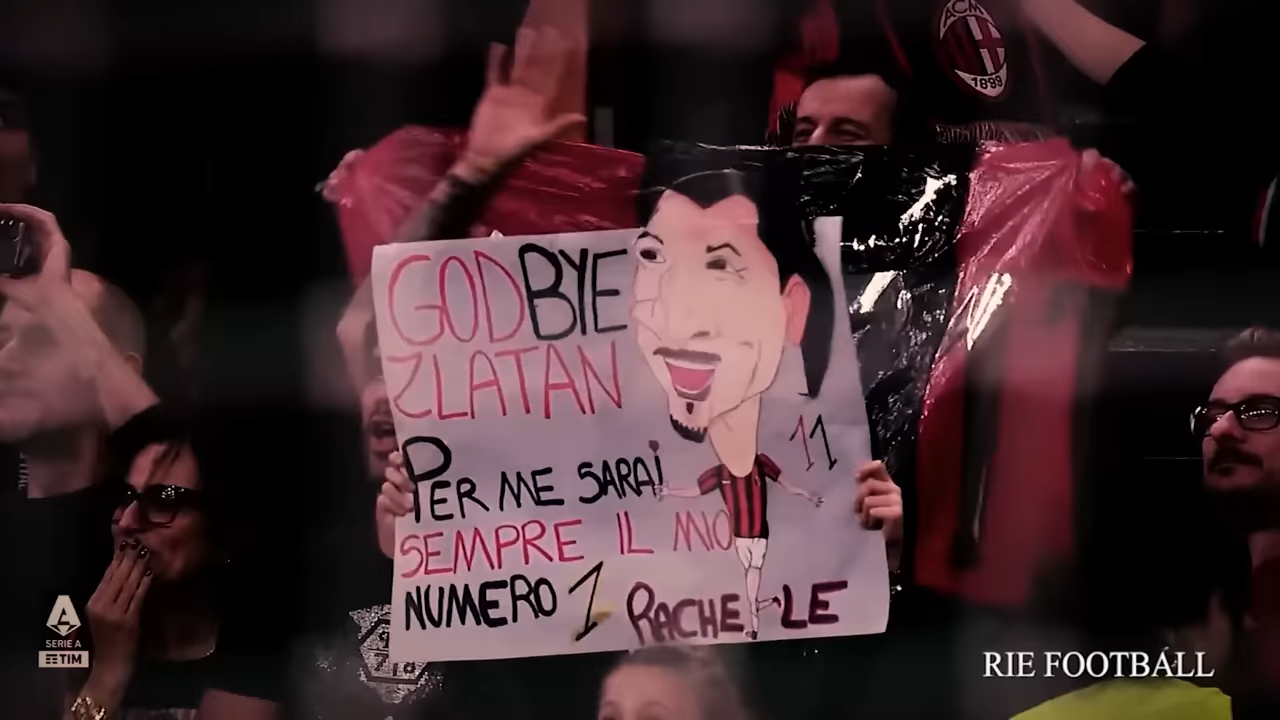 ACM
1899
GODBYE
ZLATAN
11
PER ME SARAI
SEMPRE IL MIO
NUMERO 1
RACHELE
SERIE A
TIM
RIE FOOTBALL